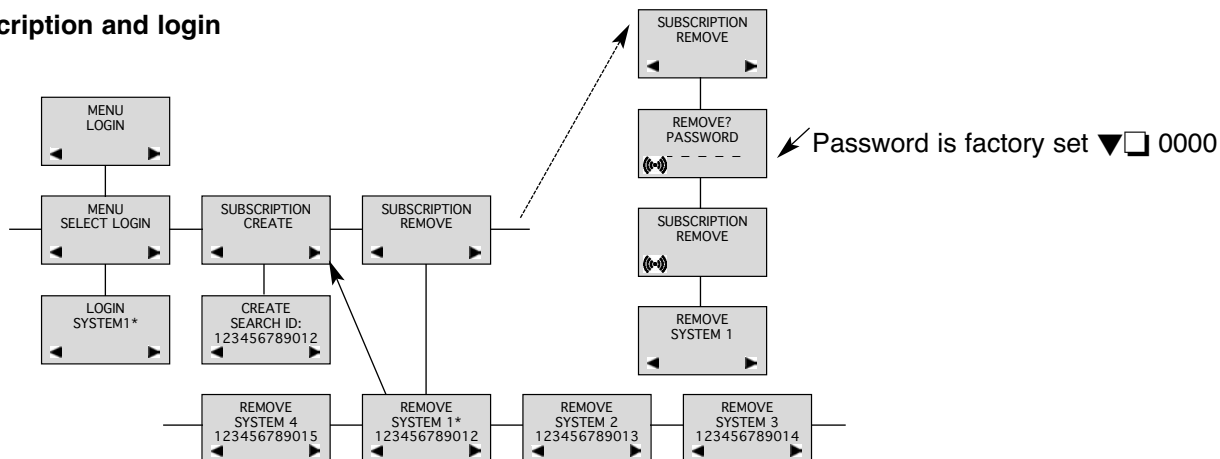 cription and login
SUBSCRIPTION
REMOVE
MENU
LOGIN
REMOVE?
PASSWORD
Password is factory set ▼❏ 0000
MENU
SELECT LOGIN
SUBSCRIPTION
CREATE
SUBSCRIPTION
REMOVE
SUBSCRIPTION
REMOVE
LOGIN
SYSTEM1*
CREATE
SEARCH ID:
123456789012
REMOVE
SYSTEM 1
REMOVE
SYSTEM 4
123456789015
REMOVE
SYSTEM 1*
123456789012
REMOVE
SYSTEM 2
123456789013
REMOVE
SYSTEM 3
123456789014